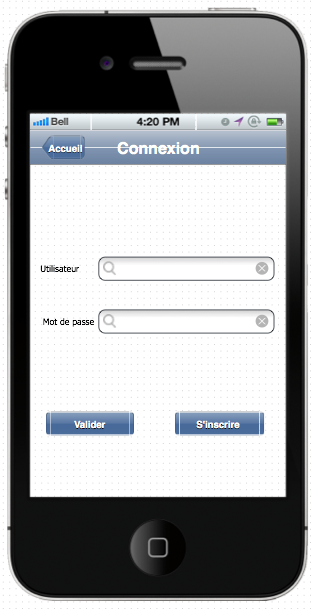 Bell 4:20 PM
Accueil Connexion
Utilisateur
Mot de passe
Valider S'inscrire